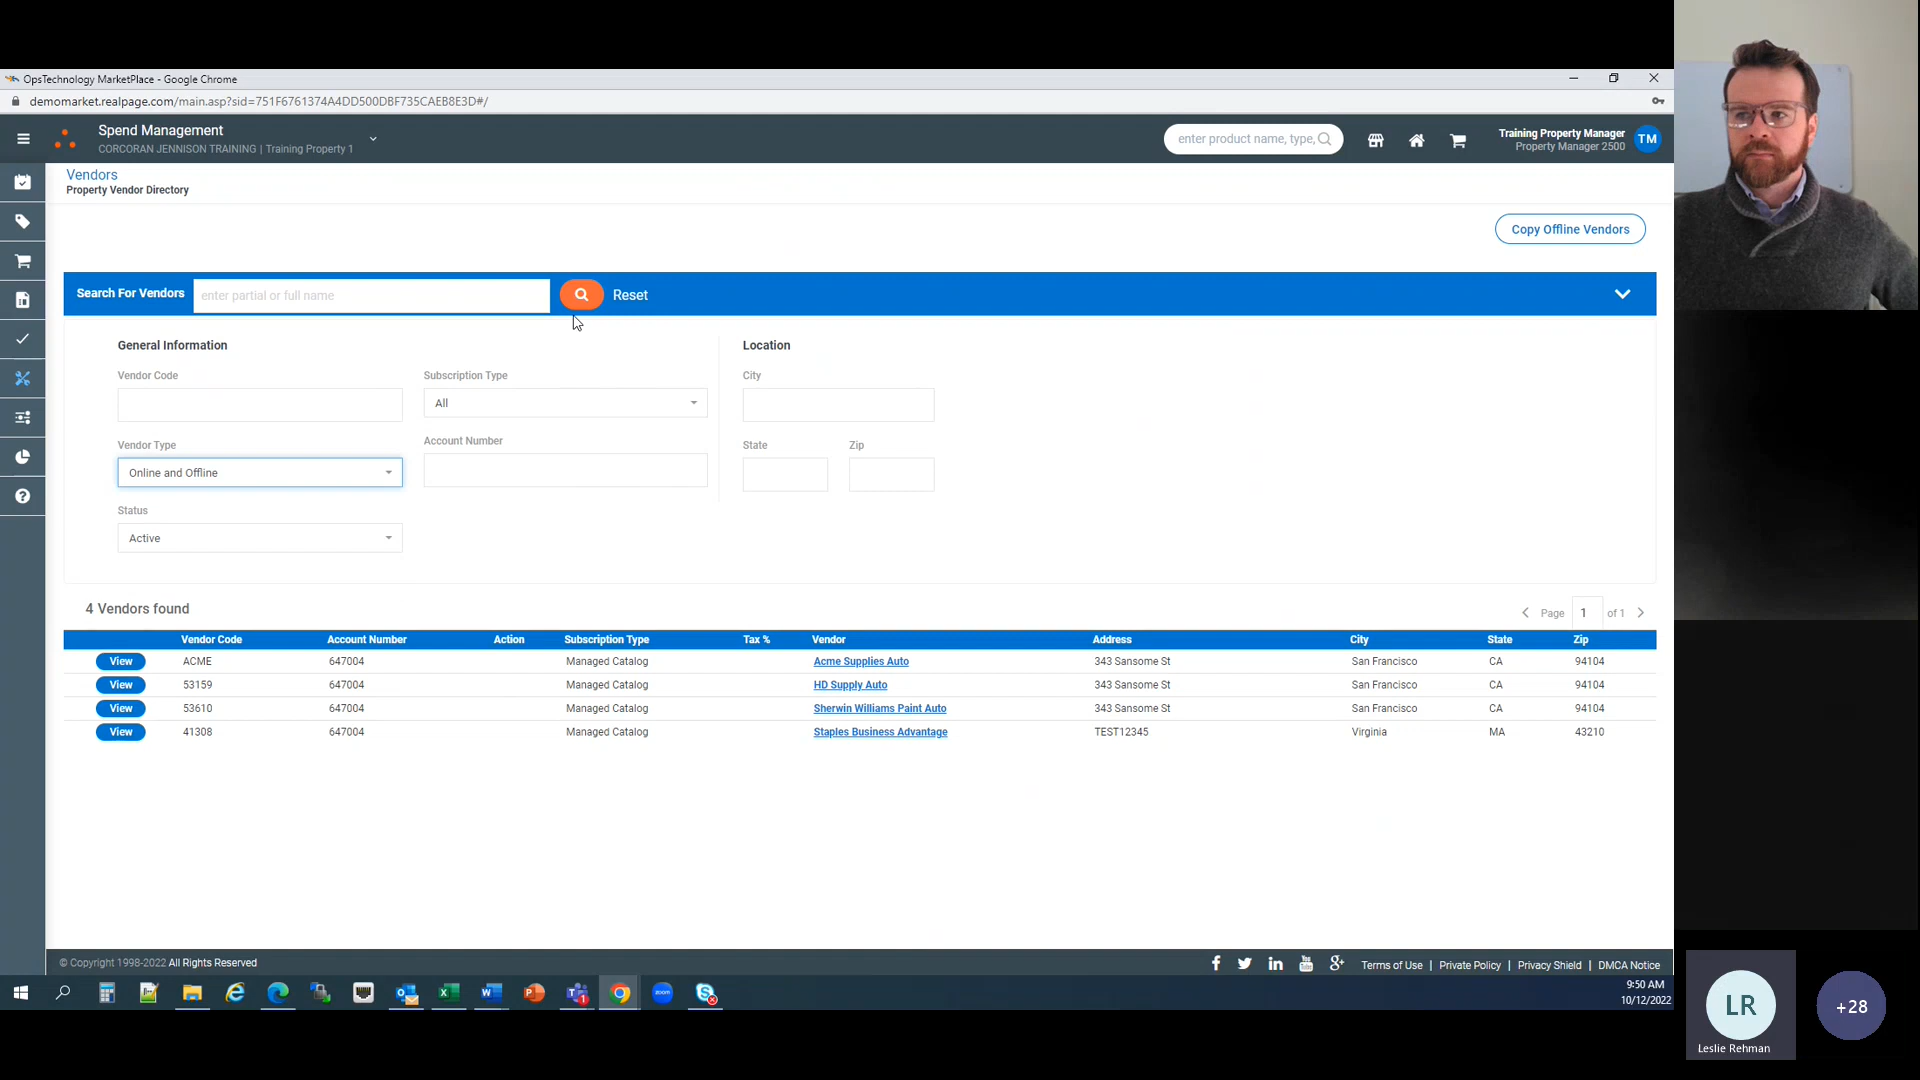 OpsTechnology MarketPlace - Google Chrome
demomarket.realpage.com/main.asp?sid=751F6761374A4DD500DBF735CAEB8E3D#/
Spend Management
CORCORAN JENNISON TRAINING | Training Property 1
enter product name, type,
Training Property Manager
Property Manager 2500
TM
Vendors
Property Vendor Directory
Copy Offline Vendors
Search For Vendors
enter partial or full name
Reset
General Information
Location
Vendor Code
Subscription Type
City
All
Vendor Type
Account Number
State
Zip
Online and Offline
Status
Active
4 Vendors found
Page 1 of 1
Vendor Code Account Number Action Subscription Type Tax % Vendor Address City State Zip
View ACME 647004 Managed Catalog Acme Supplies Auto 343 Sansome St San Francisco CA 94104
View 53159 647004 Managed Catalog HD Supply Auto 343 Sansome St San Francisco CA 94104
View 53610 647004 Managed Catalog Sherwin Williams Paint Auto 343 Sansome St San Francisco CA 94104
View 41308 647004 Managed Catalog Staples Business Advantage TEST12345 Virginia MA 43210
© Copyright 1998-2022 All Rights Reserved
Terms of Use | Private Policy | Privacy Shield | DMCA Notice
9:50 AM
10/12/2022
LR
Leslie Rehman
+28